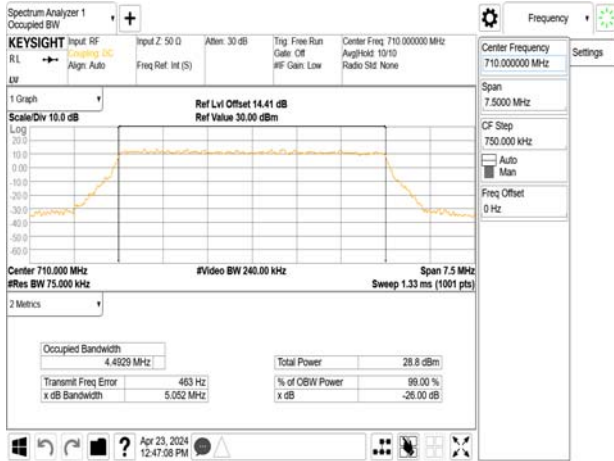 Spectrum Analyzer 1
Occupied BW
KEYSIGHT
RL
Input: RF
Coupling: DC
Align: Auto
Input Z: 50 Ω
Freq Ref: Int (S)
Atten: 30 dB
Trig: Free Run
Gate: Off
#IF Gain: Low
Center Freq: 710.000000 MHz
Avg|Hold: 10/10
Radio Std: None
1 Graph
Scale/Div 10.0 dB
Ref Lvl Offset 14.41 dB
Ref Value 30.00 dBm
Log
20.0
10.0
0.00
-10.0
-20.0
-30.0
-40.0
-50.0
-60.0
Center 710.000 MHz
#Video BW 240.00 kHz
Span 7.5 MHz
#Res BW 75.000 kHz
Sweep 1.33 ms (1001 pts)
2 Metrics
Occupied Bandwidth
4.4929 MHz
Total Power 28.8 dBm
Transmit Freq Error 463 Hz
% of OBW Power 99.00 %
x dB Bandwidth 5.052 MHz
x dB -26.00 dB
Apr 23, 2024
12:47:08 PM
Frequency
Center Frequency
710.000000 MHz
Settings
Span
7.5000 MHz
CF Step
750.000 kHz
Auto
Man
Freq Offset
0 Hz